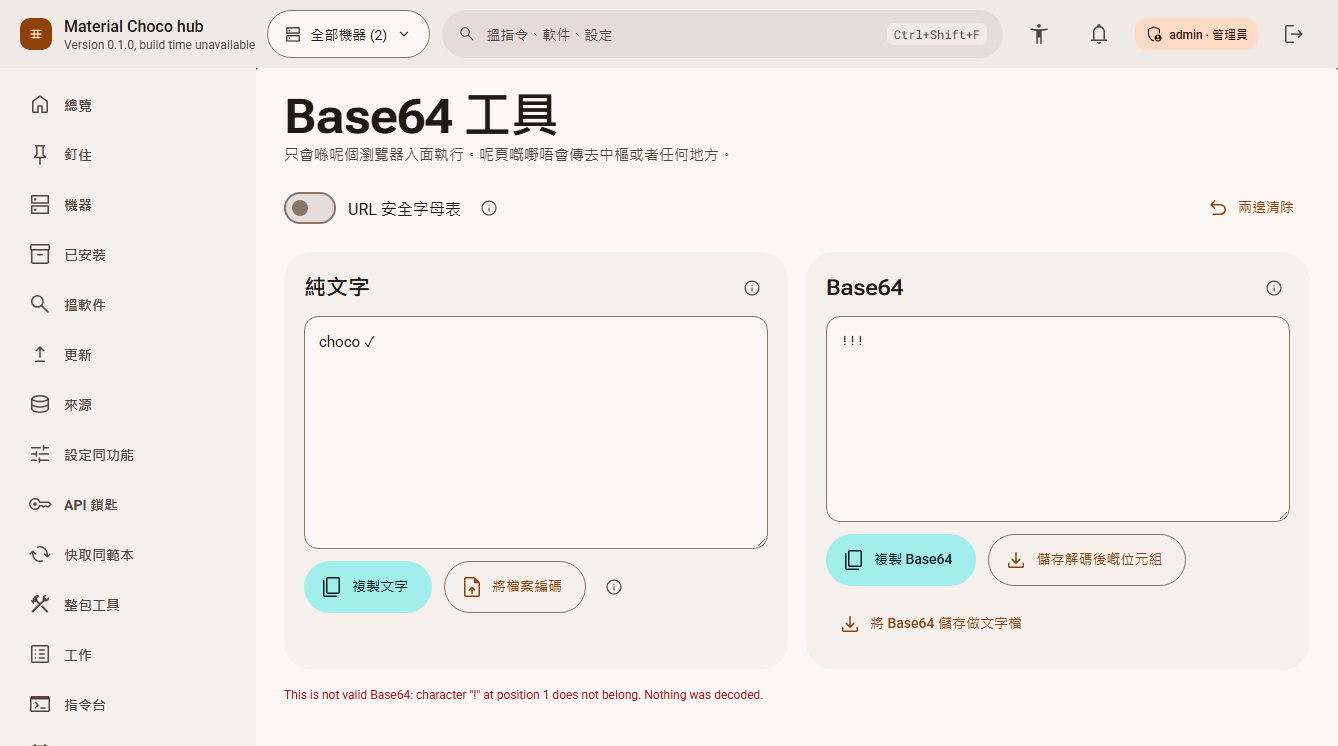 Material Choco hub
Version 0.1.0, build time unavailable
全部機器 (2)
搵指令、軟件、設定
Ctrl+Shift+F
admin · 管理員
總覽
釘住
機器
已安裝
搵軟件
更新
來源
設定同功能
API 鎖匙
快取同範本
整包工具
工作
指令台
Base64 工具
只會喺呢個瀏覽器入面執行。呢頁嘅嘢唔會傳去中樞或者任何地方。
URL 安全字母表
兩邊清除
純文字
choco ✓
複製文字
將檔案編碼
Base64
!!!
複製 Base64
儲存解碼後嘅位元組
將 Base64 儲存做文字檔
This is not valid Base64: character "!" at position 1 does not belong. Nothing was decoded.